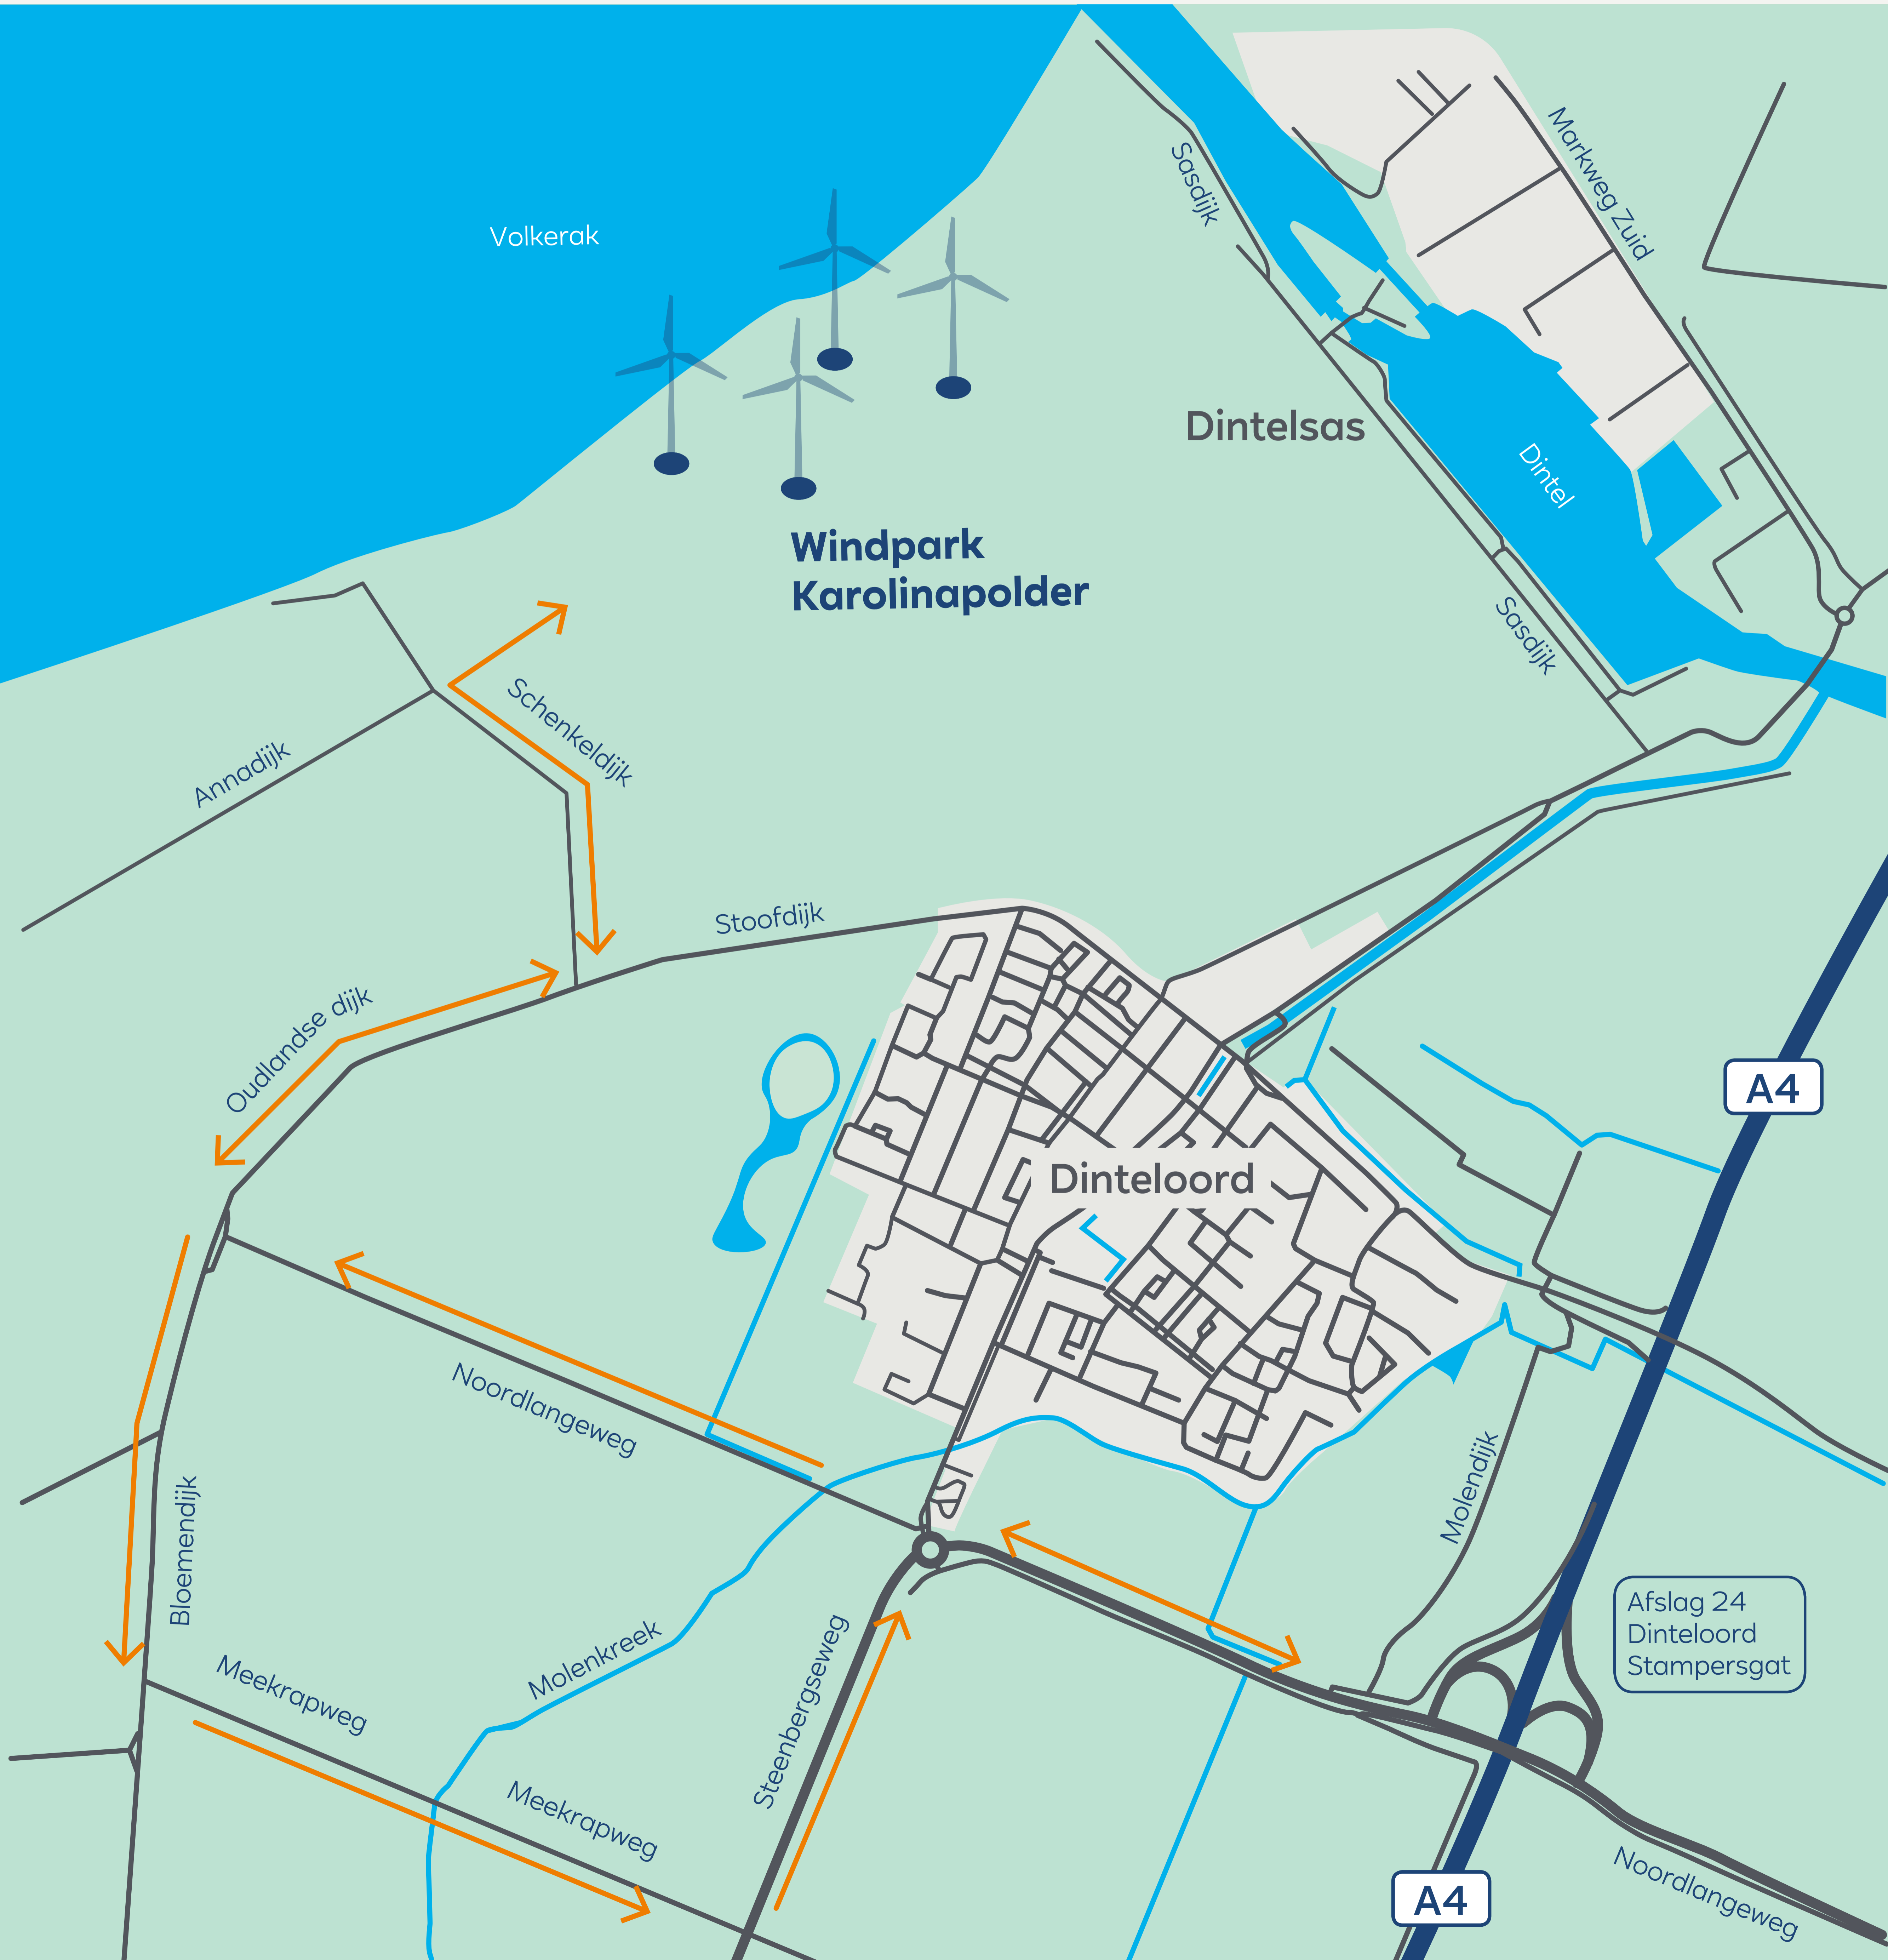 Markweg Zuid
Sasdijk
Volkerak
Dintelsas
Dintel
Windpark
Karolinapolder
Sasdijk
Schenkeldijk
Annadijk
Stoofdijk
Oudlandse dijk
A4
Dinteloord
Noordlangeweg
Molendijk
Bloemendijk
Afslag 24
Dinteloord
Stampersgat
Molenkreek
Meekrapweg
Steenbergseweg
Meekrapweg
Noordlangeweg
A4